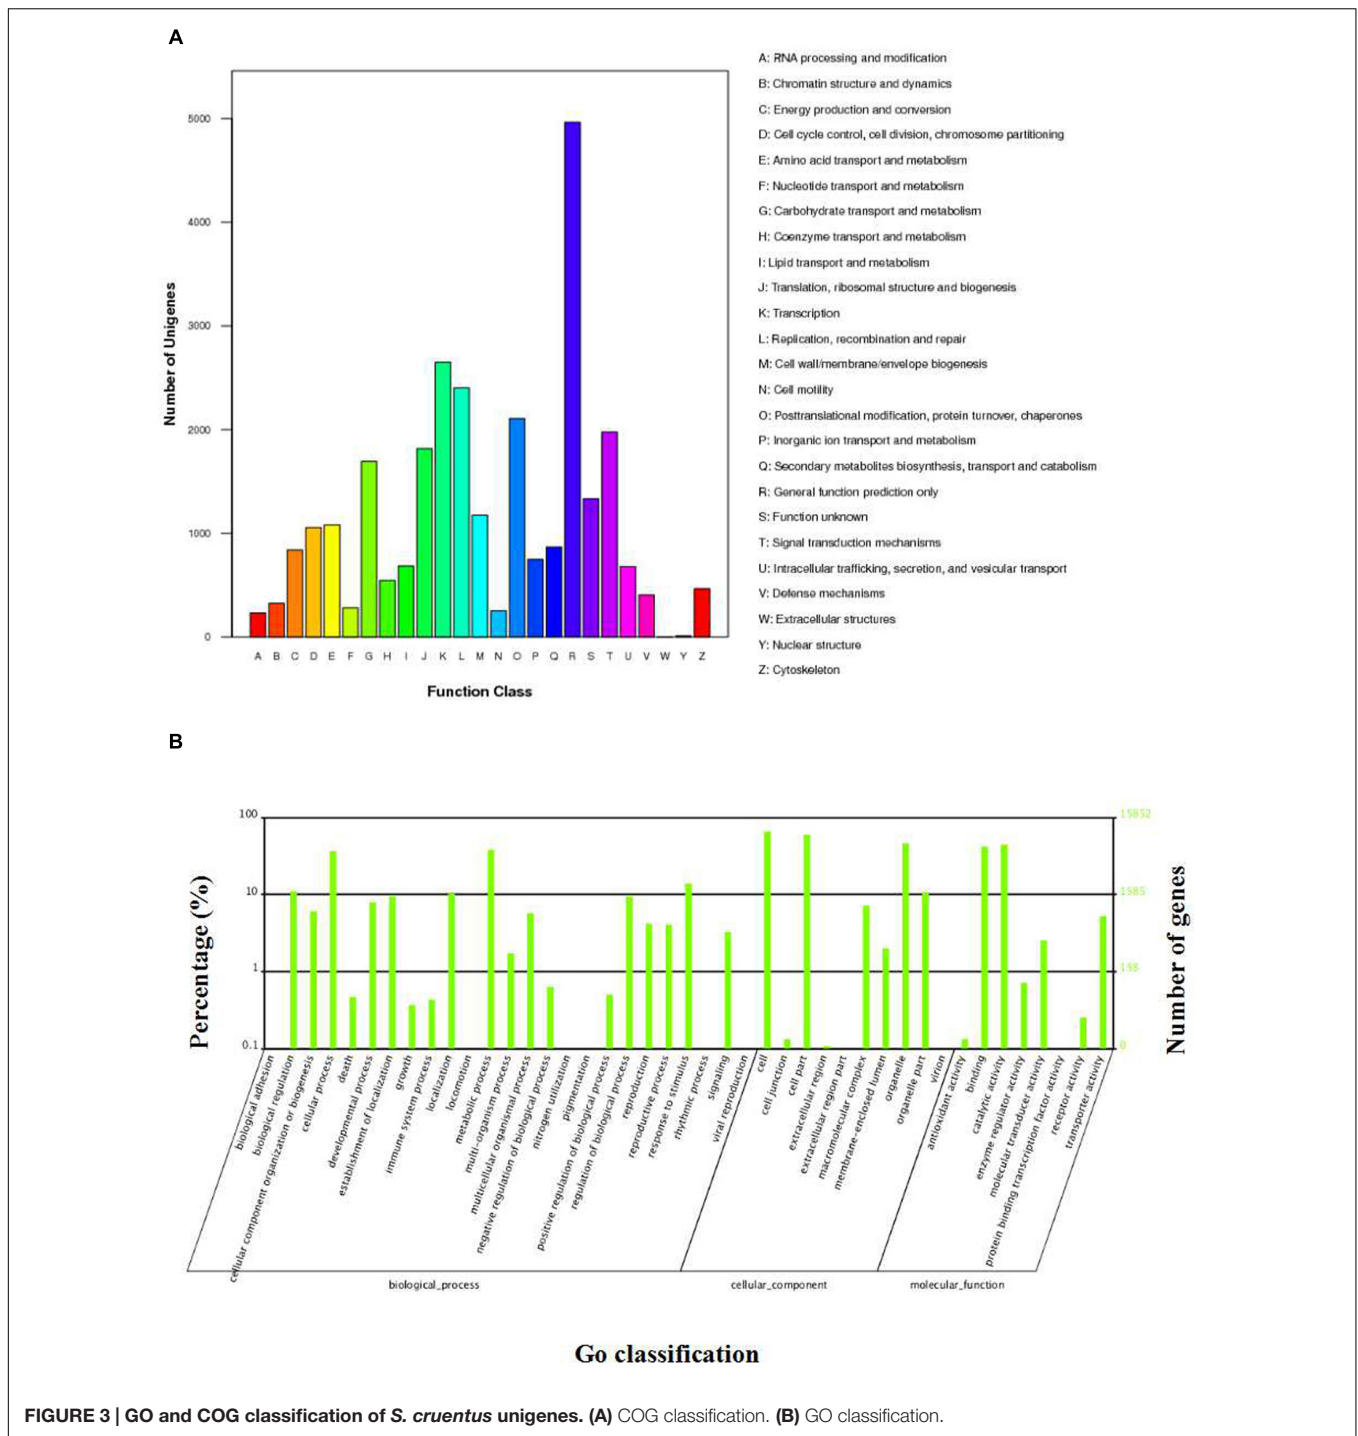 A
A: RNA processing and modification
B: Chromatin structure and dynamics
C: Energy production and conversion
D: Cell cycle control, cell division, chromosome partitioning
E: Amino acid transport and metabolism
F: Nucleotide transport and metabolism
G: Carbohydrate transport and metabolism
H: Coenzyme transport and metabolism
I: Lipid transport and metabolism
J: Translation, ribosomal structure and biogenesis
K: Transcription
L: Replication, recombination and repair
M: Cell wall/membrane/envelope biogenesis
N: Cell motility
O: Posttranslational modification, protein turnover, chaperones
P: Inorganic ion transport and metabolism
Q: Secondary metabolites biosynthesis, transport and catabolism
R: General function prediction only
S: Function unknown
T: Signal transduction mechanisms
U: Intracellular trafficking, secretion, and vesicular transport
V: Defense mechanisms
W: Extracellular structures
Y: Nuclear structure
Z: Cytoskeleton
Number of Unigenes
5000
4000
3000
2000
1000
0
A B C D E F G H I J K L M N O P Q R S T U V W Y Z
Function Class
B
Percentage (%)
100
10
1
0.1
15852
1585
158
0
Number of genes
biological adhesion
biological regulation
cellular component organization or biogenesis
cellular process
death
developmental process
establishment of localization
growth
immune system process
localization
locomotion
metabolic process
multi-organism process
multicellular organismal process
negative regulation of biological process
nitrogen utilization
pigmentation
positive regulation of biological process
regulation of biological process
reproduction
reproductive process
response to stimulus
rhythmic process
signaling
viral reproduction
cell
cell junction
cell part
extracellular region
extracellular region part
macromolecular complex
membrane-enclosed lumen
organelle
organelle part
virion
antioxidant activity
binding
catalytic activity
enzyme regulator activity
molecular transducer activity
protein binding transcription factor activity
receptor activity
transporter activity
biological_process
cellular_component
molecular_function
Go classification
FIGURE 3 | GO and COG classification of S. cruentus unigenes. (A) COG classification. (B) GO classification.